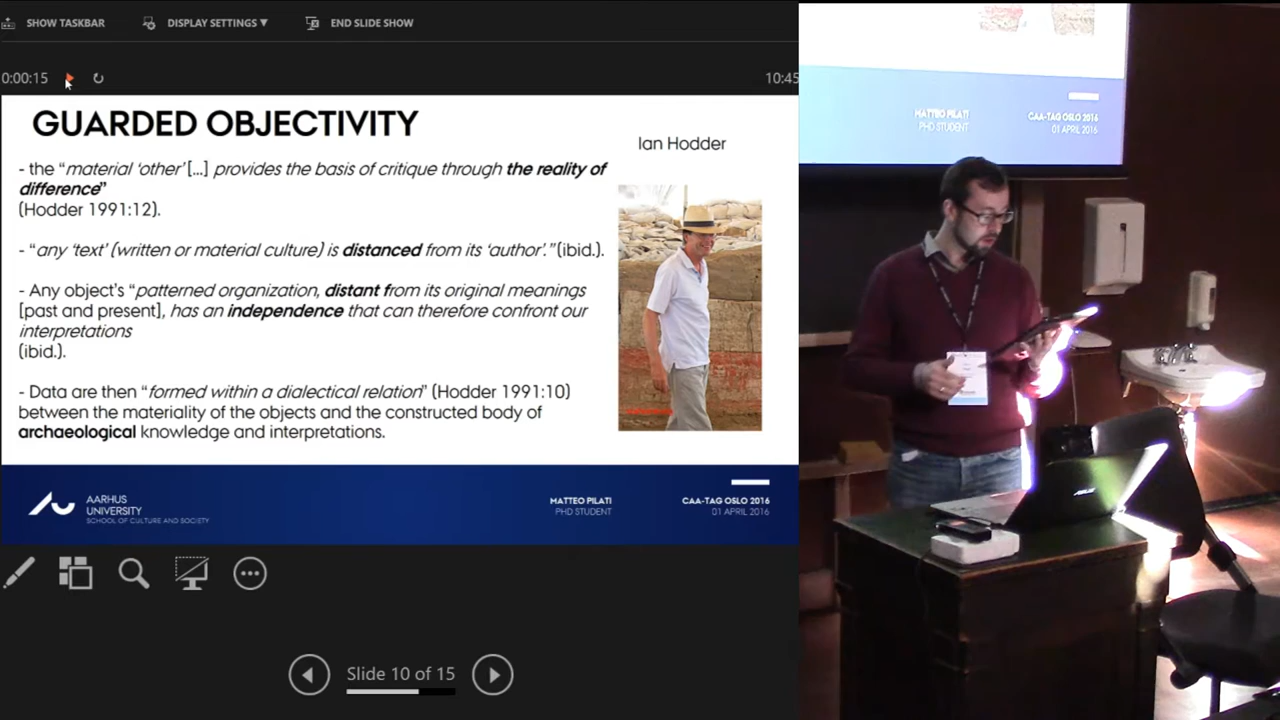 SHOW TASKBAR
DISPLAY SETTINGS ▼
END SLIDE SHOW
0:00:15
10:45
GUARDED OBJECTIVITY
Ian Hodder
- the “material ‘other’ [...] provides the basis of critique through the reality of
difference”
(Hodder 1991:12).
- “any ‘text’ (written or material culture) is distanced from its ‘author’.” (ibid.).
- Any object’s “patterned organization, distant from its original meanings
[past and present], has an independence that can therefore confront our
interpretations
(ibid.).
- Data are then “formed within a dialectical relation” (Hodder 1991:10)
between the materiality of the objects and the constructed body of
archaeological knowledge and interpretations.
AARHUS
UNIVERSITY
SCHOOL OF CULTURE AND SOCIETY
MATTEO PILATI
PHD STUDENT
CAA-TAG OSLO 2016
01 APRIL 2016
Slide 10 of 15
MATTEO PILATI
PHD STUDENT
CAA-TAG OSLO 2016
01 APRIL 2016